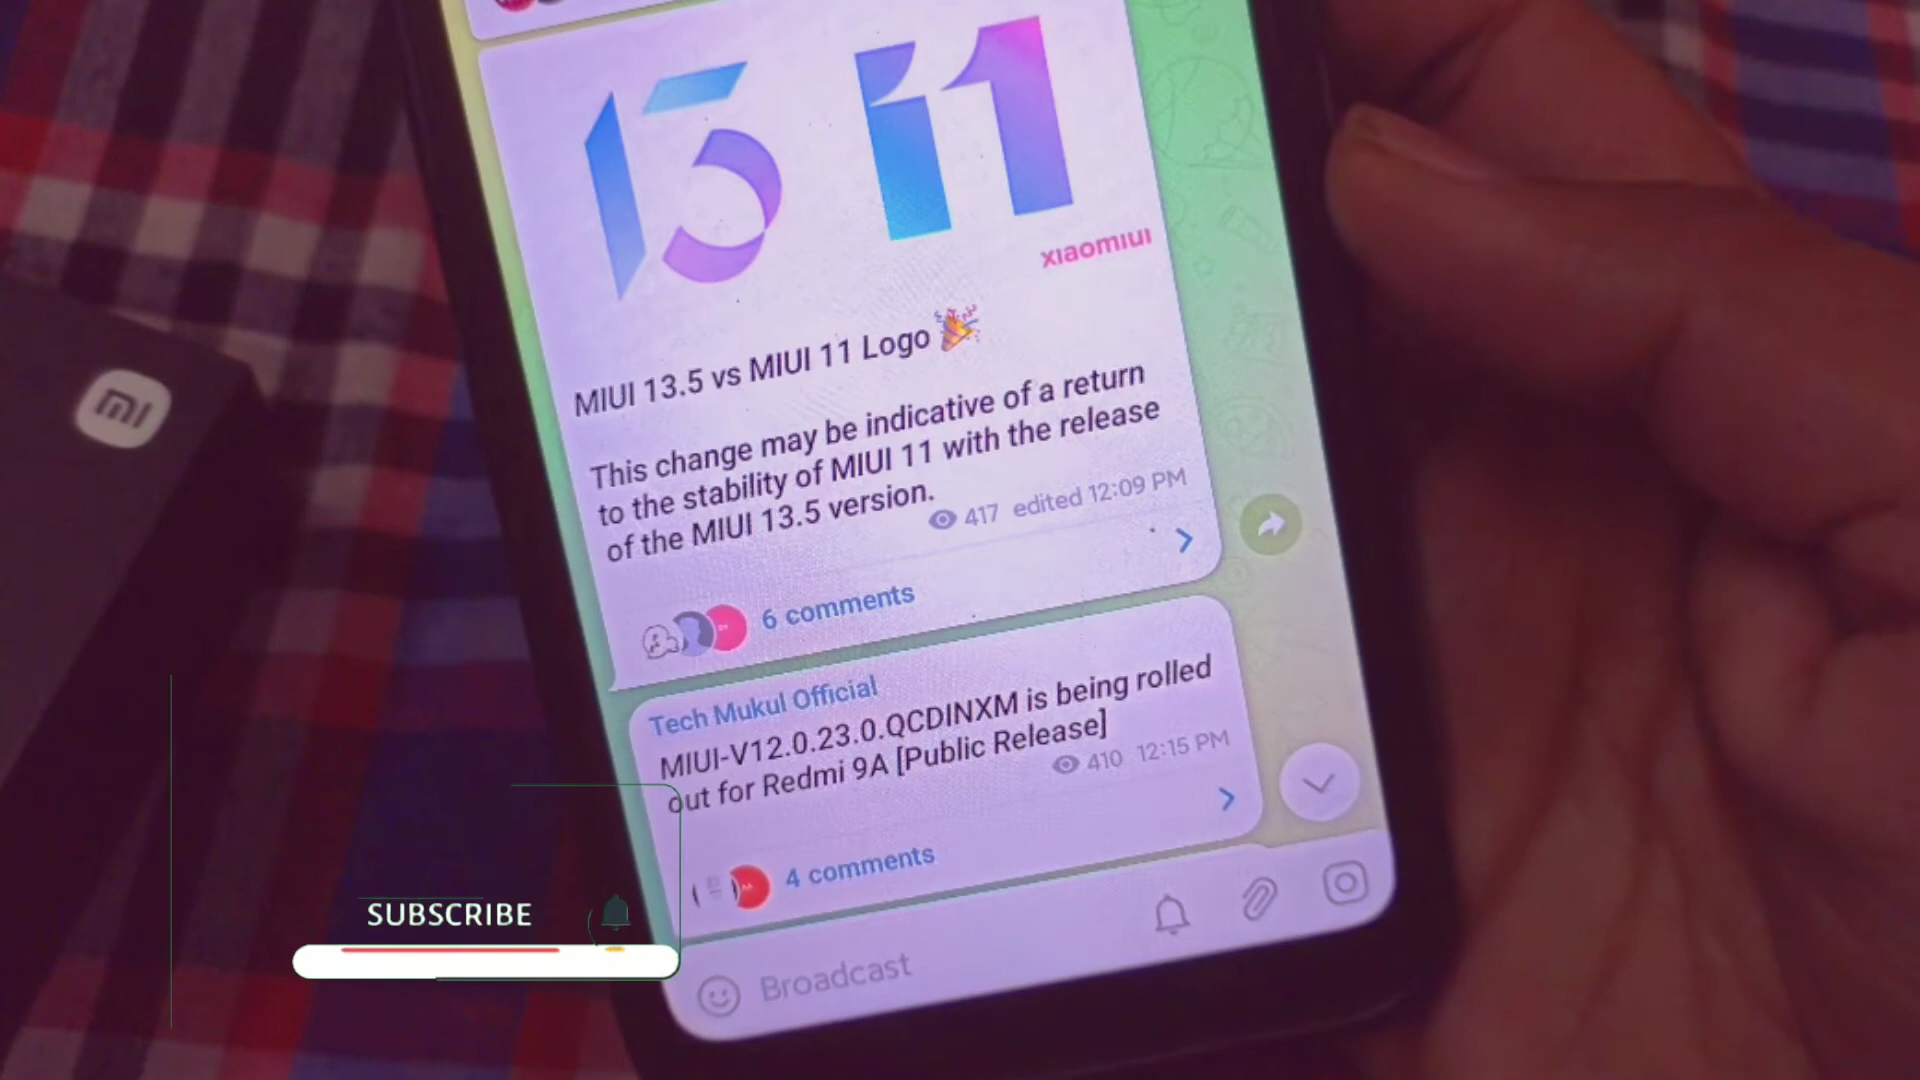 15 11
xιaomιuι
MIUI 13.5 vs MIUI 11 Logo 🎉
This change may be indicative of a return
to the stability of MIUI 11 with the release
of the MIUI 13.5 version.
417 edited 12:09 PM
6 comments
Tech Mukul Official
MIUI-V12.0.23.0.QCDINXM is being rolled
out for Redmi 9A [Public Release]
410 12:15 PM
4 comments
Broadcast
mi
SUBSCRIBE